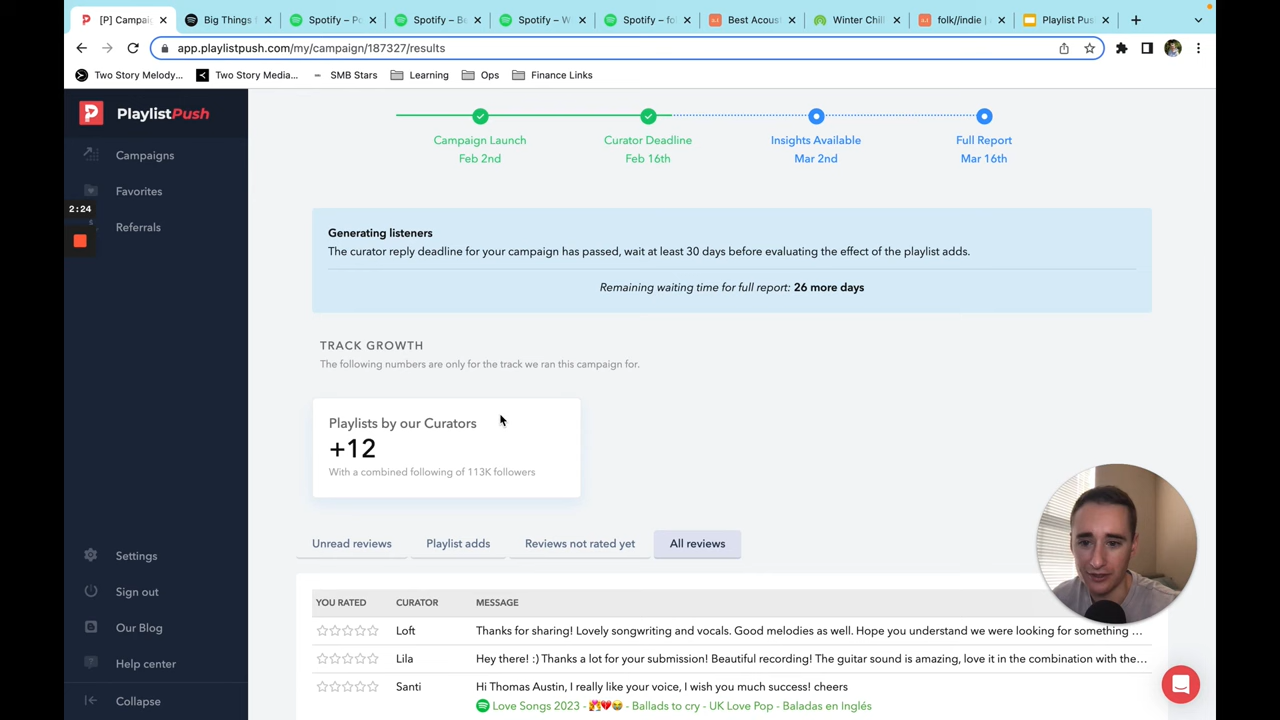 [P] Campaig
Big Things f
Spotify – Po
Spotify – Be
Spotify – W
Spotify – fol
Best Acous
Winter Chill
folk//indie |
Playlist Pus
app.playlistpush.com/my/campaign/187327/results
Two Story Melody...
Two Story Media...
SMB Stars
Learning
Ops
Finance Links
PlaylistPush
Campaigns
Favorites
2:24
Referrals
Settings
Sign out
Our Blog
Help center
Collapse
Campaign Launch
Feb 2nd
Curator Deadline
Feb 16th
Insights Available
Mar 2nd
Full Report
Mar 16th
Generating listeners
The curator reply deadline for your campaign has passed, wait at least 30 days before evaluating the effect of the playlist adds.
Remaining waiting time for full report: 26 more days
TRACK GROWTH
The following numbers are only for the track we ran this campaign for.
Playlists by our Curators
+12
With a combined following of 113K followers
Unread reviews
Playlist adds
Reviews not rated yet
All reviews
YOU RATED
CURATOR
MESSAGE
Loft
Thanks for sharing! Lovely songwriting and vocals. Good melodies as well. Hope you understand we were looking for something ...
Lila
Hey there! :) Thanks a lot for your submission! Beautiful recording! The guitar sound is amazing, love it in the combination with the...
Santi
Hi Thomas Austin, I really like your voice, I wish you much success! cheers
Love Songs 2023 - 💔😭 - Ballads to cry - UK Love Pop - Baladas en Inglés